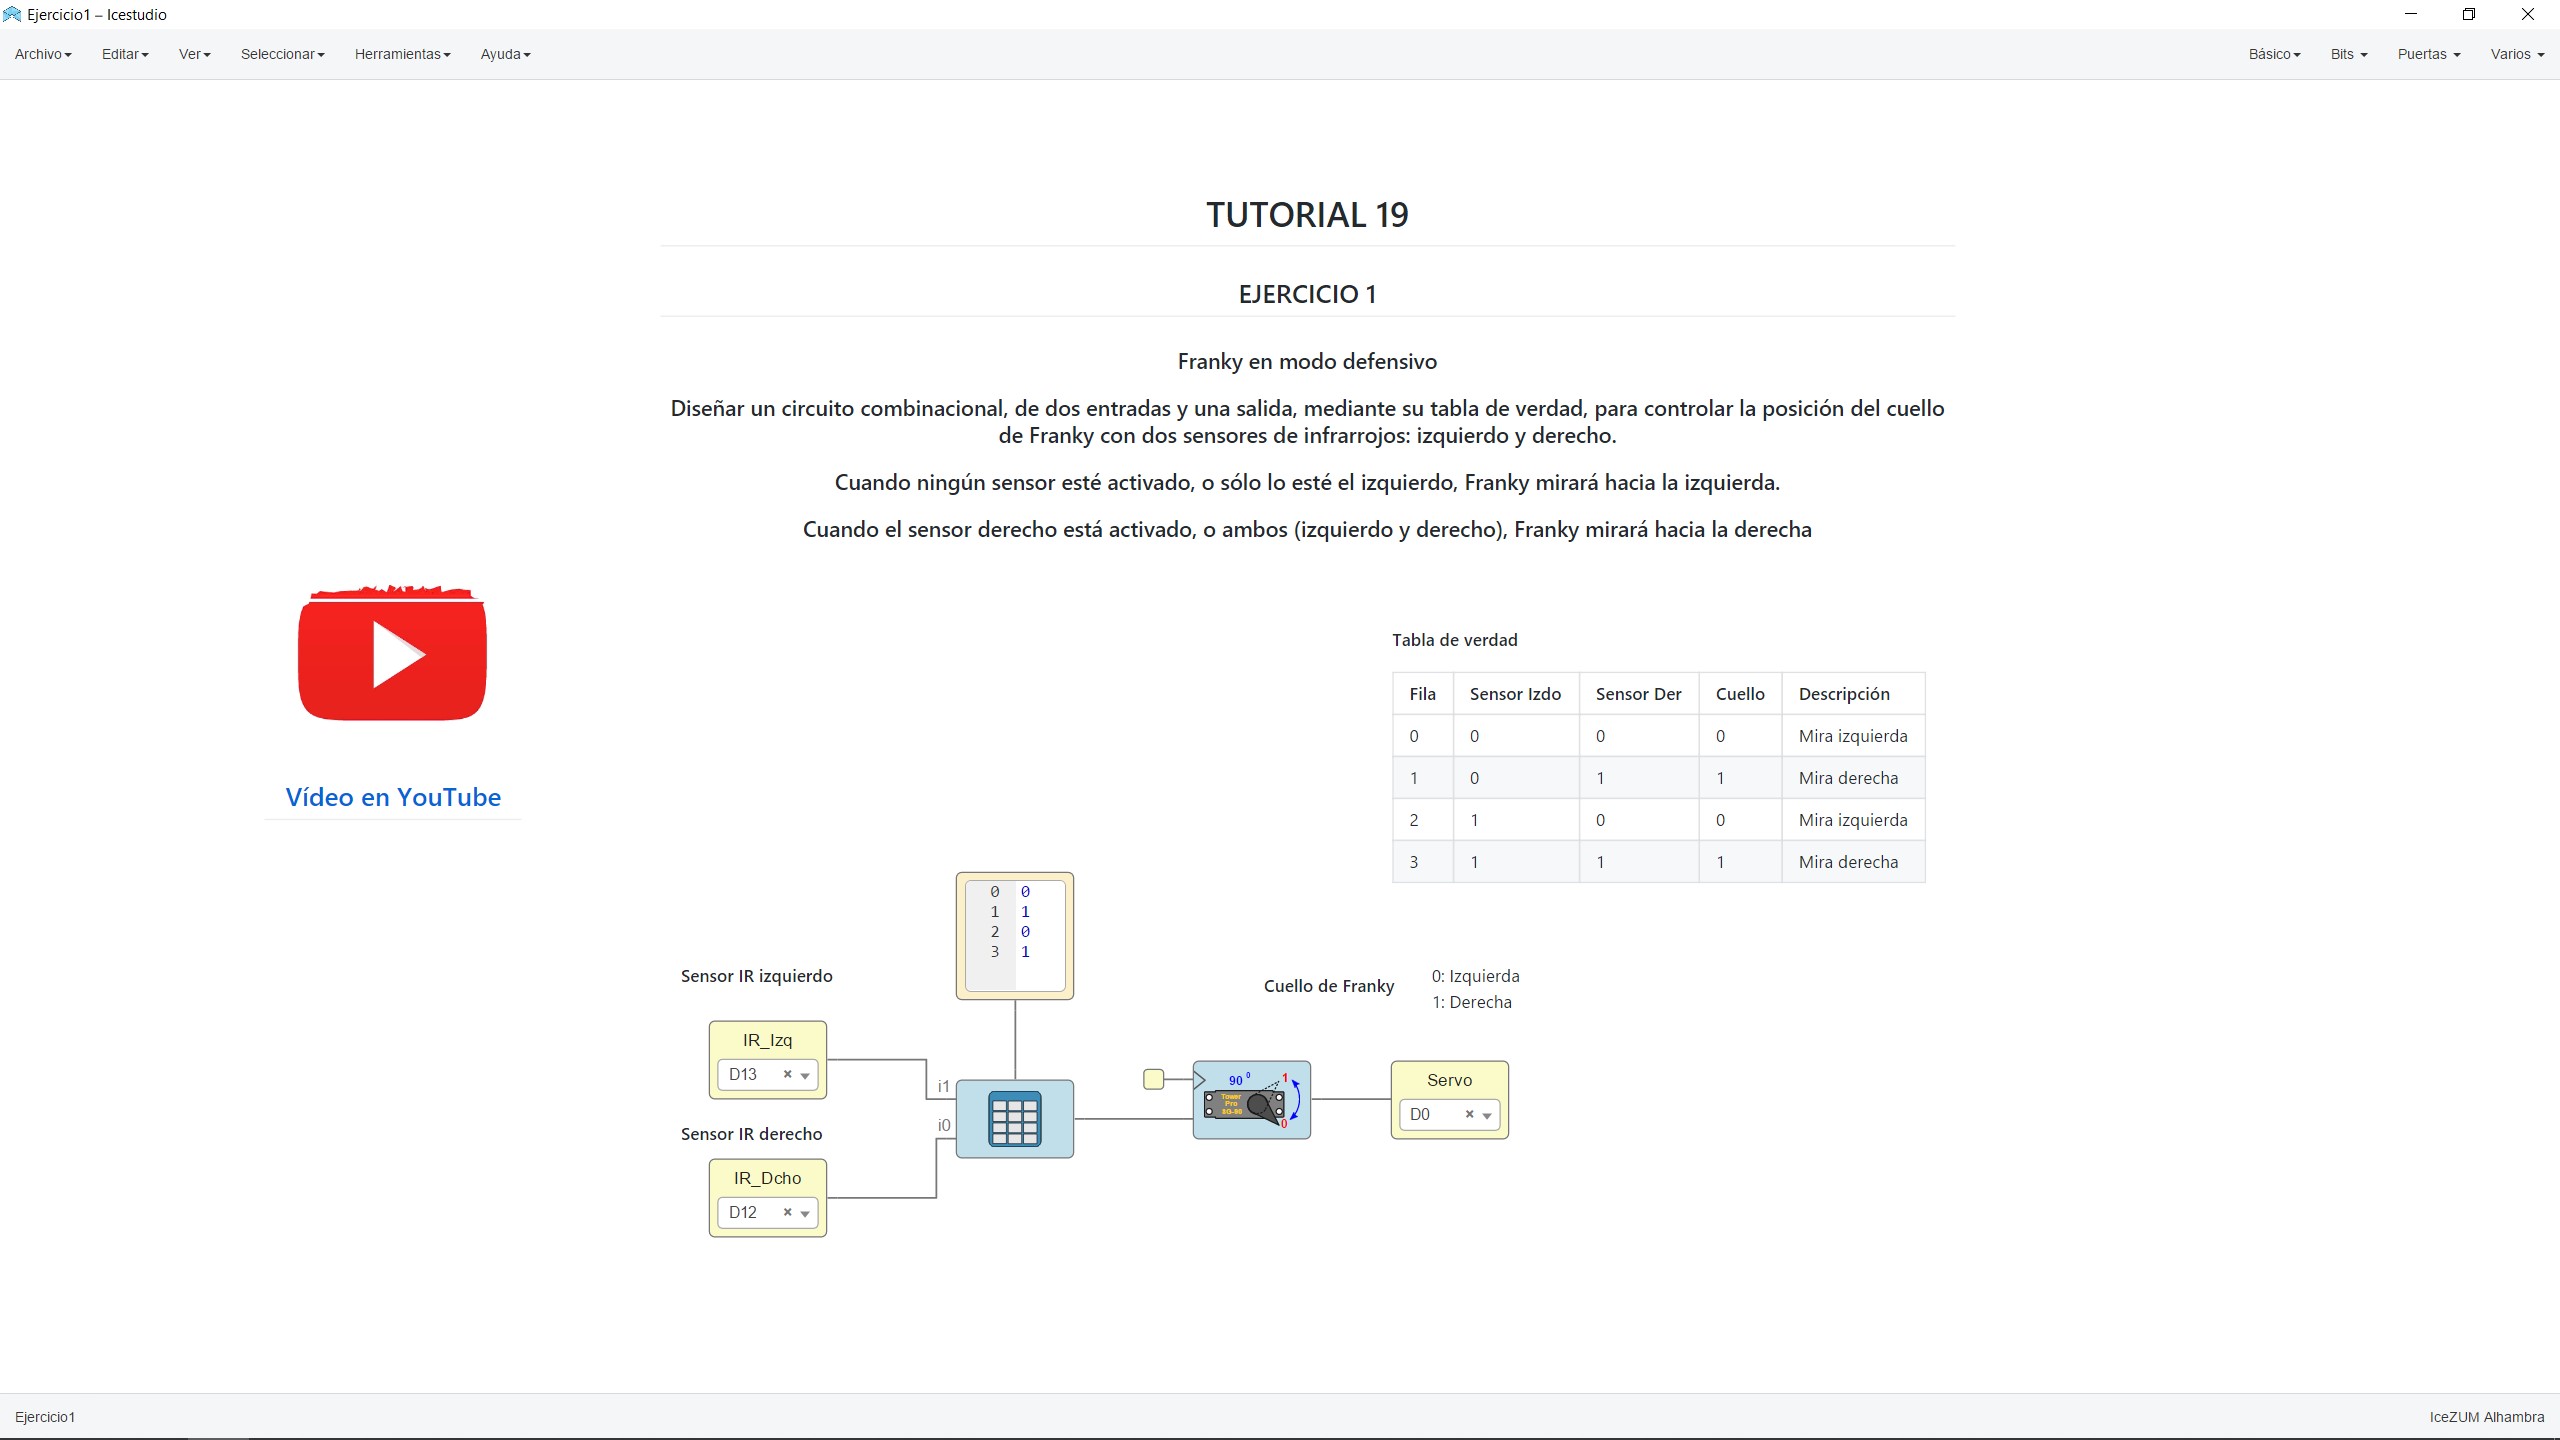 Ejercicio1 – Icestudio
Archivo Editar Ver Seleccionar Herramientas Ayuda Básico Bits Puertas Varios
TUTORIAL 19
EJERCICIO 1
Franky en modo defensivo
Diseñar un circuito combinacional, de dos entradas y una salida, mediante su tabla de verdad, para controlar la posición del cuello
de Franky con dos sensores de infrarrojos: izquierdo y derecho.
Cuando ningún sensor esté activado, o sólo lo esté el izquierdo, Franky mirará hacia la izquierda.
Cuando el sensor derecho está activado, o ambos (izquierdo y derecho), Franky mirará hacia la derecha
Vídeo en YouTube
Tabla de verdad
Fila Sensor Izdo Sensor Der Cuello Descripción
0 0 0 0 Mira izquierda
1 0 1 1 Mira derecha
2 1 0 0 Mira izquierda
3 1 1 1 Mira derecha
0 0
1 1
2 0
3 1
Sensor IR izquierdo
IR_Izq
D13
Sensor IR derecho
IR_Dcho
D12
i1
i0
Cuello de Franky
0: Izquierda
1: Derecha
90 0
1
Tower
Pro
SG-90
0
Servo
D0
Ejercicio1
IceZUM Alhambra